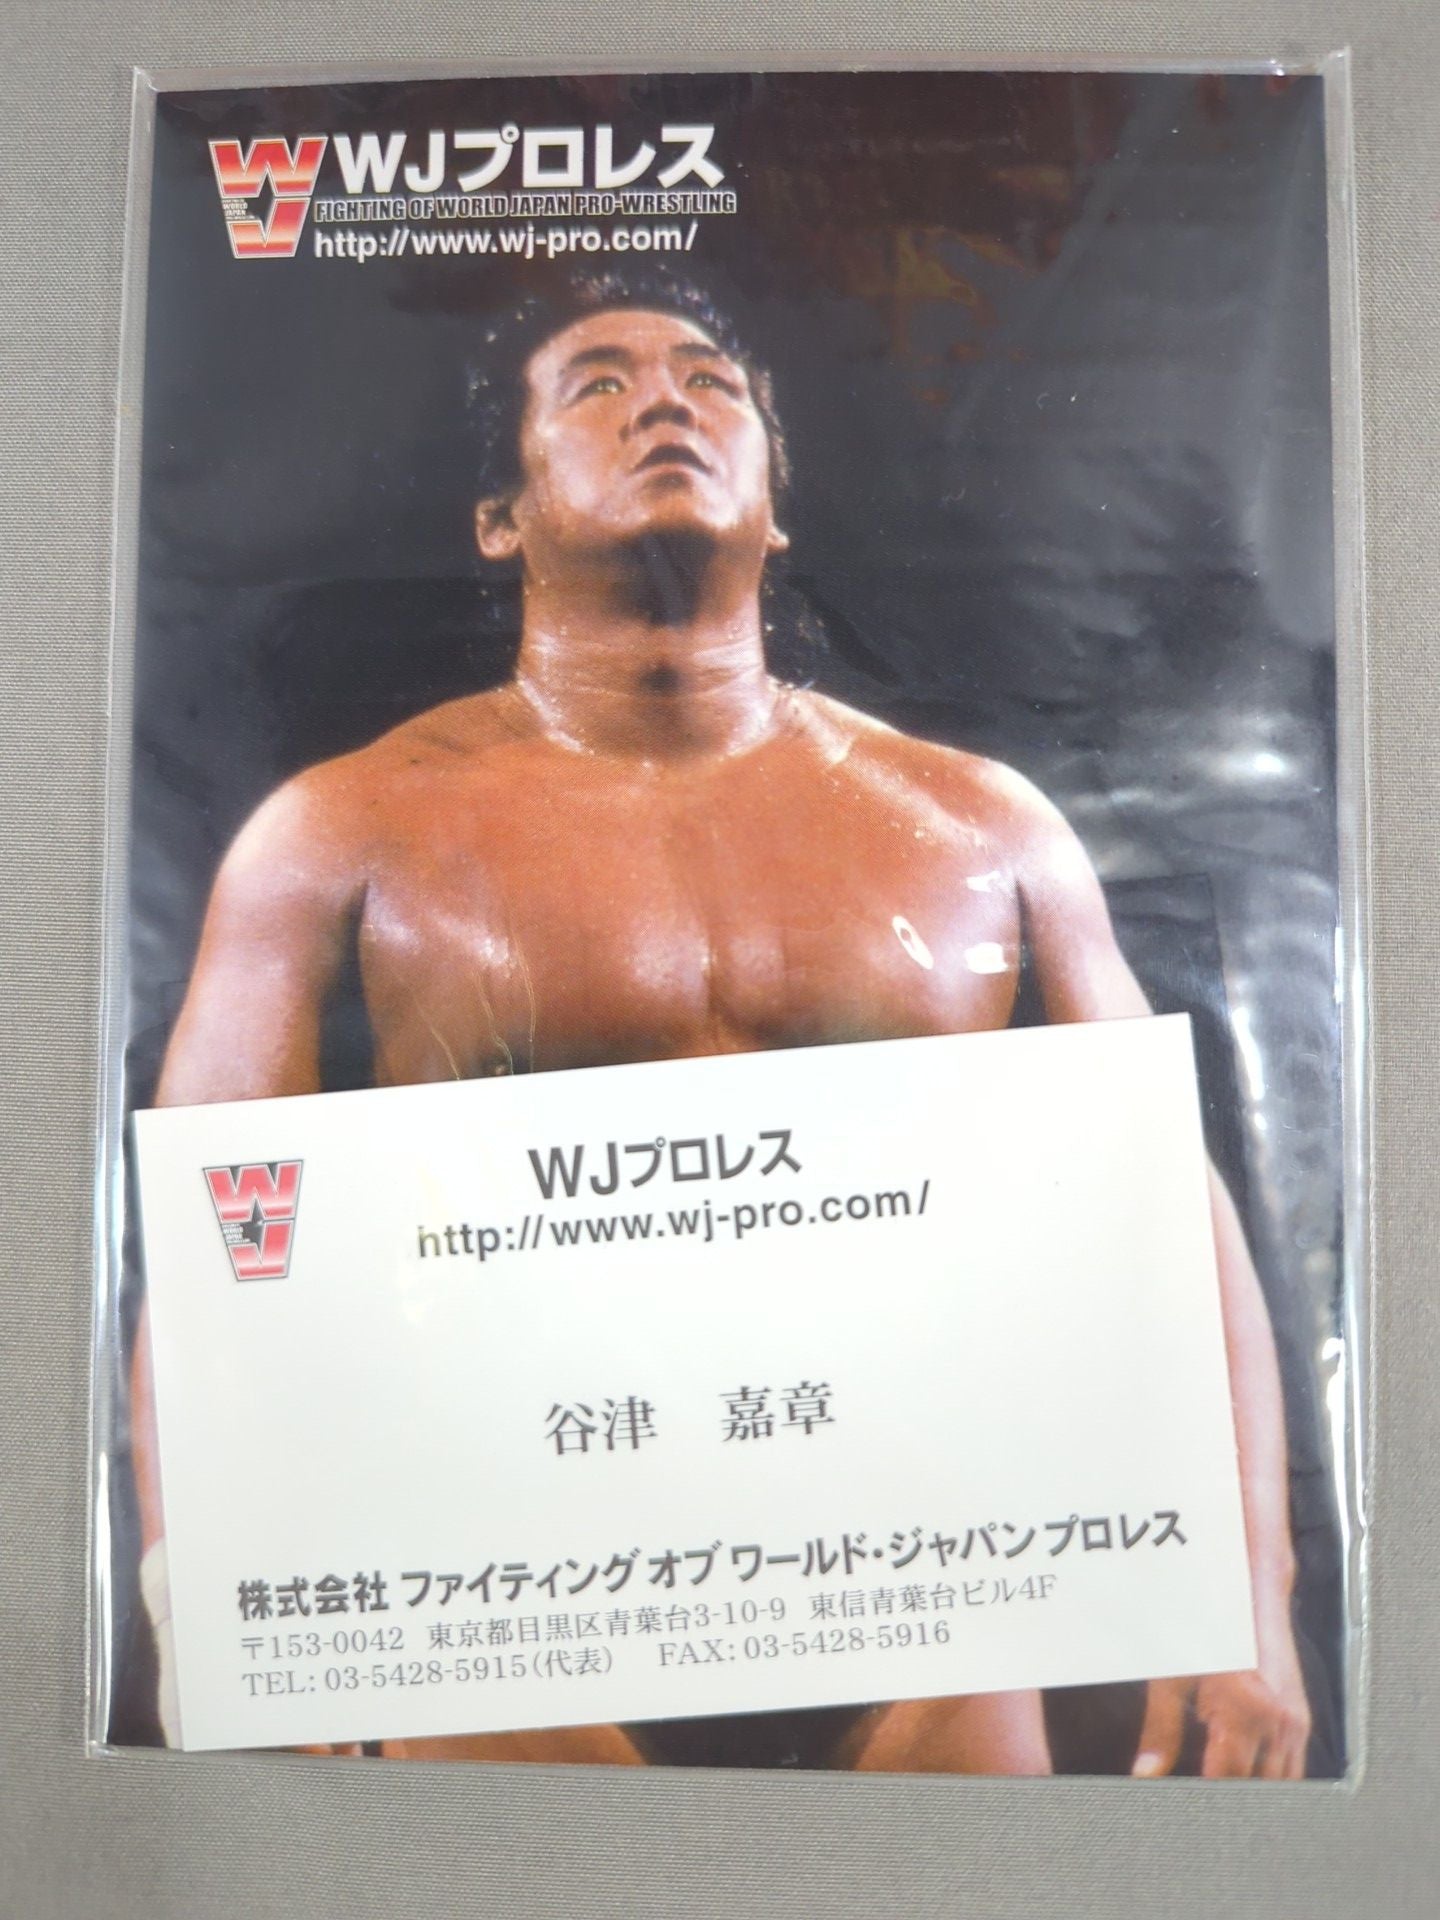 WJ WJプロレス
FIGHTING OF WORLD JAPAN PRO-WRESTLING
http://www.wj-pro.com/
WJ
WJプロレス
http://www.wj-pro.com/
谷津 嘉章
株式会社 ファイティング オブ ワールド・ジャパン プロレス
〒153-0042 東京都目黒区青葉台3-10-9 東信青葉台ビル4F
TEL: 03-5428-5915(代表) FAX: 03-5428-5916